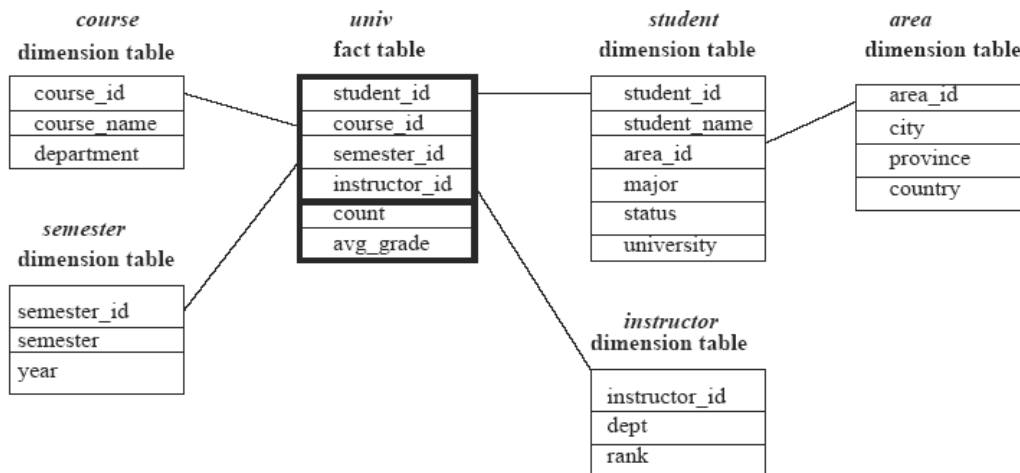 course
dimension table
course_id
course_name
department
univ
fact table
student_id
course_id
semester_id
instructor_id
count
avg_grade
student
dimension table
student_id
student_name
area_id
major
status
university
area
dimension table
area_id
city
province
country
semester
dimension table
semester_id
semester
year
instructor
dimension table
instructor_id
dept
rank